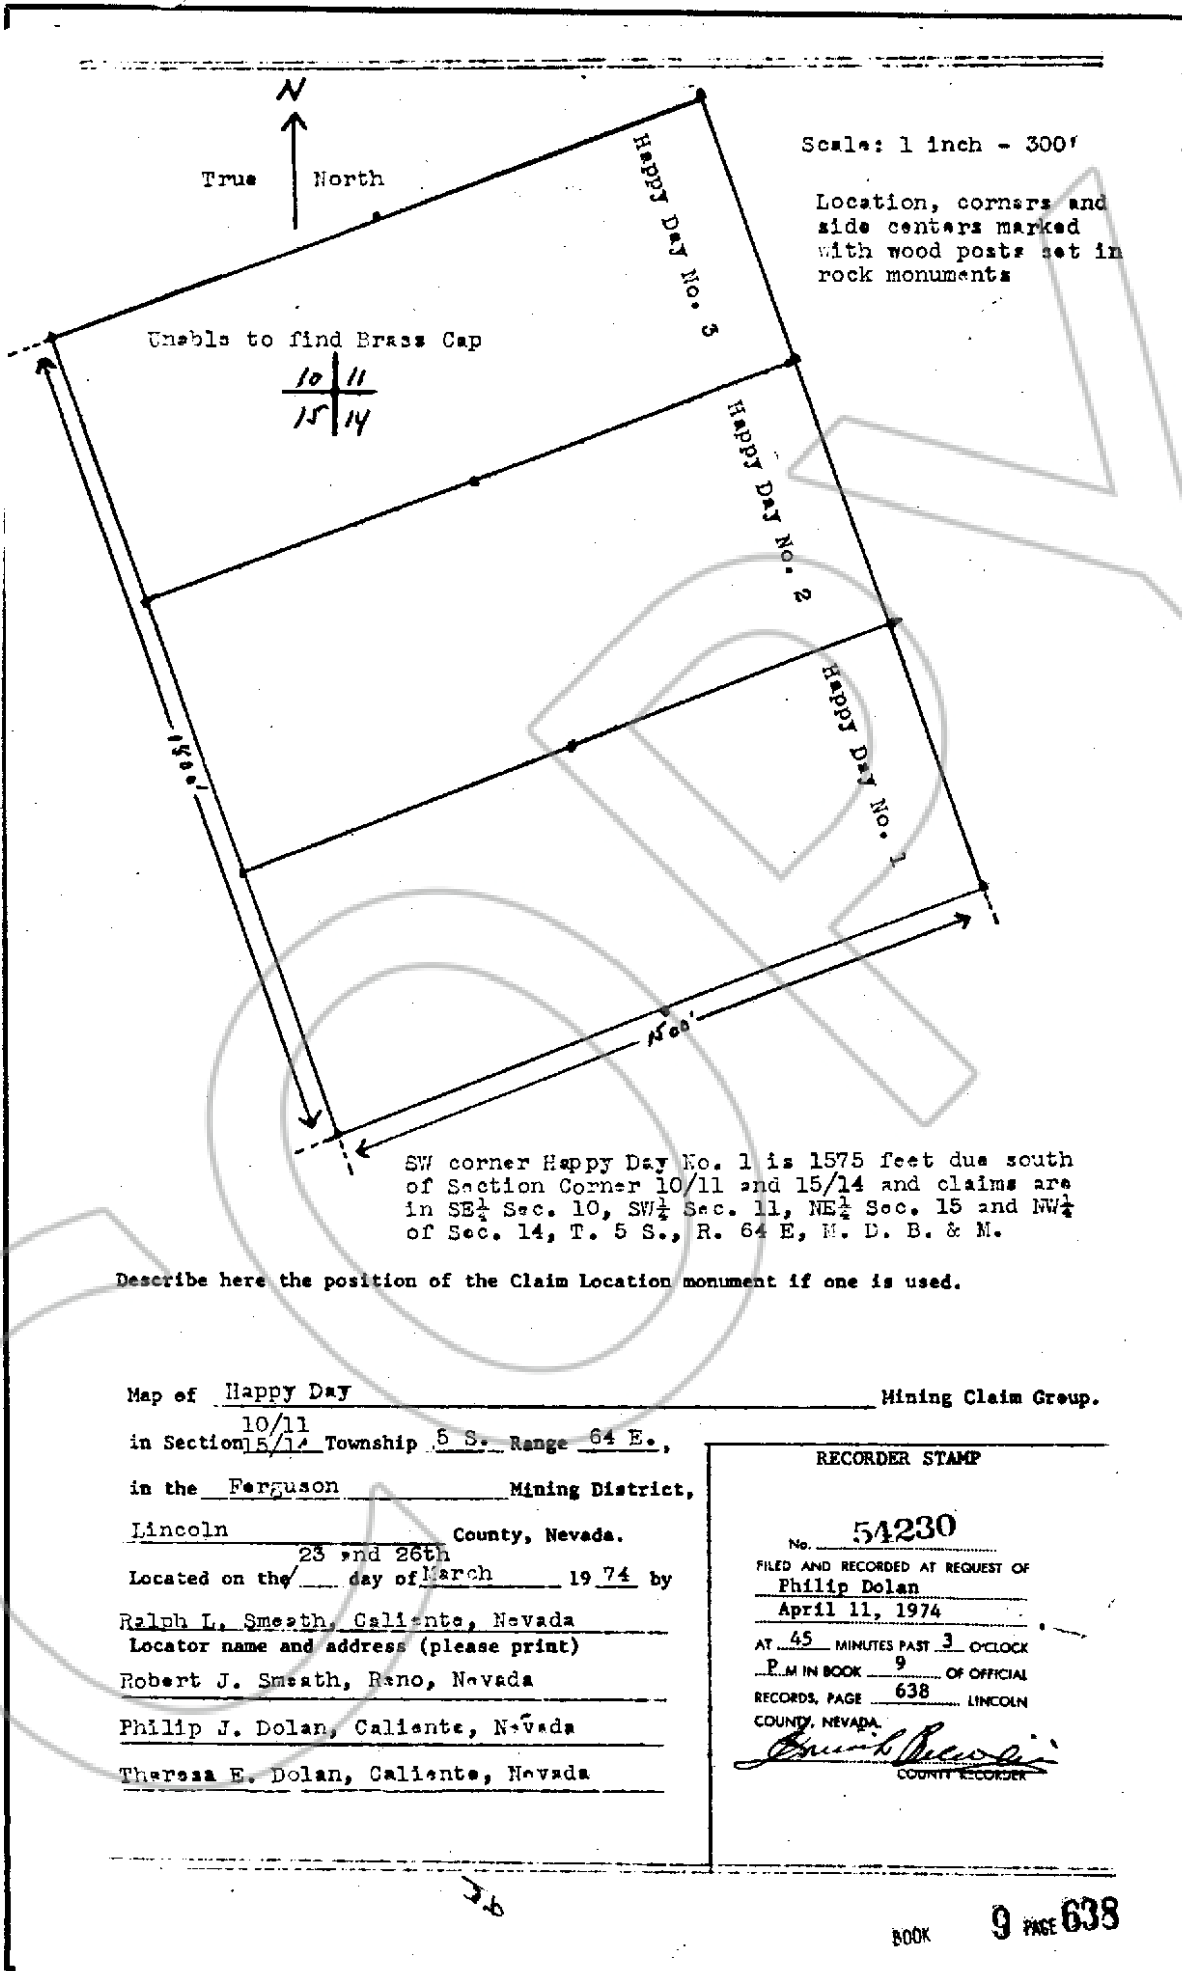 N
True North
Scale: 1 inch - 300'
Location, corners and
side centers marked
with wood posts set in
rock monuments
Happy Day No. 3
Unable to find Brass Cap
10 11
15 14
Happy Day No. 2
Happy Day No. 1
1800'
1500'
SW corner Happy Day No. 1 is 1575 feet due south
of Section Corner 10/11 and 15/14 and claims are
in SE¼ Sec. 10, SW¼ Sec. 11, NE¼ Sec. 15 and NW¼
of Sec. 14, T. 5 S., R. 64 E, M. D. B. & M.
Describe here the position of the Claim Location monument if one is used.
Map of Happy Day Mining Claim Group.
10/11
in Section 15/14 Township 5 S. Range 64 E.,
in the Ferguson Mining District,
Lincoln County, Nevada.
23 and 26th
Located on the/ day of March 19 74 by
Ralph L. Smeath, Caliente, Nevada
Locator name and address (please print)
Robert J. Smeath, Reno, Nevada
Philip J. Dolan, Caliente, Nevada
Theresa E. Dolan, Caliente, Nevada
RECORDER STAMP
No. 54230
FILED AND RECORDED AT REQUEST OF
Philip Dolan
April 11, 1974
AT 45 MINUTES PAST 3 O'CLOCK
P M IN BOOK 9 OF OFFICIAL
RECORDS, PAGE 638 LINCOLN
COUNTY, NEVADA.
COUNTY RECORDER
BOOK 9 PAGE 638
COPY